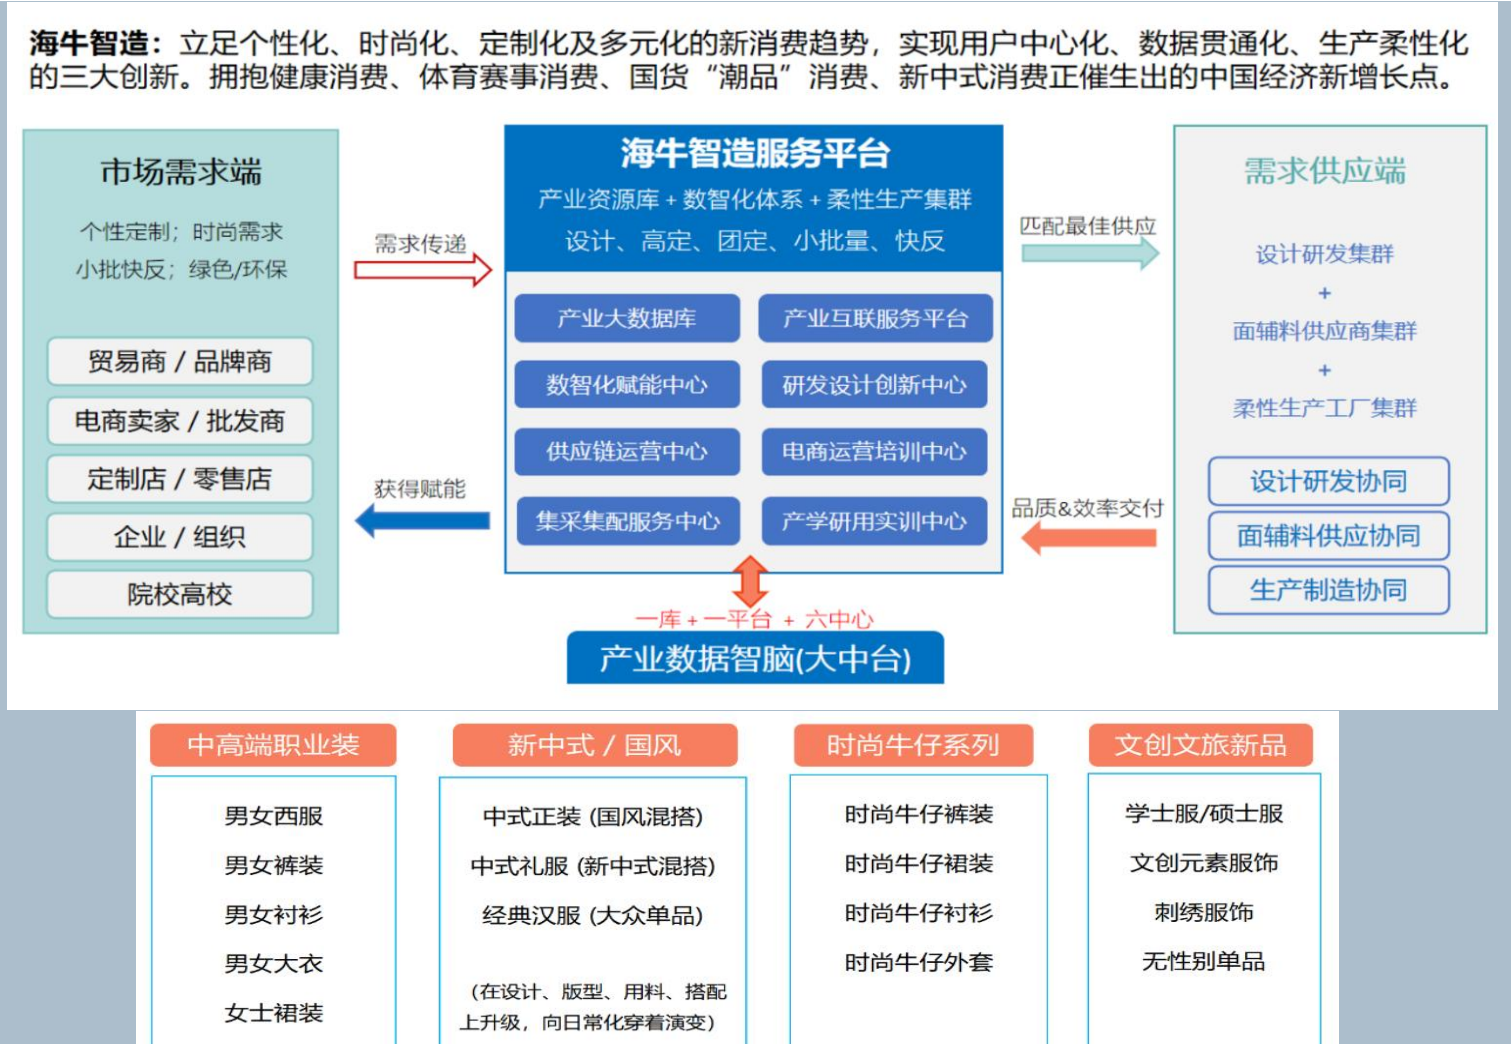 海牛智造：立足个性化、时尚化、定制化及多元化的新消费趋势，实现用户中心化、数据贯通化、生产柔性化
的三大创新。拥抱健康消费、体育赛事消费、国货“潮品”消费、新中式消费正催生出的中国经济新增长点。
市场需求端
个性定制；时尚需求
小批快反；绿色/环保
贸易商 / 品牌商
电商卖家 / 批发商
定制店 / 零售店
企业 / 组织
院校高校
需求传递
获得赋能
海牛智造服务平台
产业资源库 + 数智化体系 + 柔性生产集群
设计、高定、团定、小批量、快反
产业大数据库
产业互联服务平台
数智化赋能中心
研发设计创新中心
供应链运营中心
电商运营培训中心
集采集配服务中心
产学研用实训中心
一库 + 一平台 + 六中心
产业数据智脑(大中台)
匹配最佳供应
品质&效率交付
需求供应端
设计研发集群
+
面辅料供应商集群
+
柔性生产工厂集群
设计研发协同
面辅料供应协同
生产制造协同
中高端职业装
男女西服
男女裤装
男女衬衫
男女大衣
女士裙装
新中式 / 国风
中式正装 (国风混搭)
中式礼服 (新中式混搭)
经典汉服 (大众单品)
（在设计、版型、用料、搭配
上升级，向日常化穿着演变）
时尚牛仔系列
时尚牛仔裤装
时尚牛仔裙装
时尚牛仔衬衫
时尚牛仔外套
文创文旅新品
学士服/硕士服
文创元素服饰
刺绣服饰
无性别单品